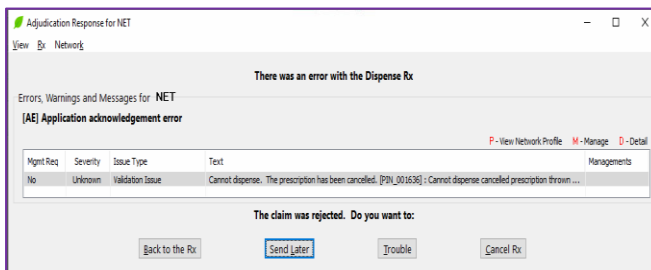 Adjudication Response for NET
View Rx Network
There was an error with the Dispense Rx
Errors, Warnings and Messages for NET
[AE] Application acknowledgement error
P - View Network Profile M - Manage D - Detail
Mgmt Req Severity Issue Type Text Managements
No Unknown Validation Issue Cannot dispense. The prescription has been cancelled. [PIN_001636] : Cannot dispense cancelled prescription thrown ...
The claim was rejected. Do you want to:
Back to the Rx Send Later Trouble Cancel Rx